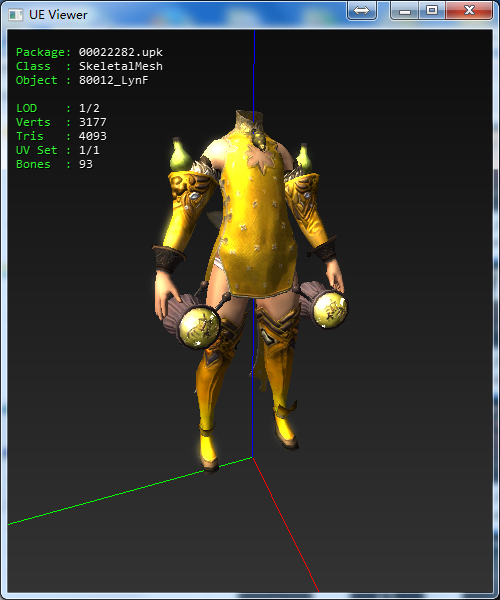 UE Viewer
Package: 00022282.upk
Class : SkeletalMesh
Object : 80012_LynF
LOD : 1/2
Verts : 3177
Tris : 4093
UV Set : 1/1
Bones : 93